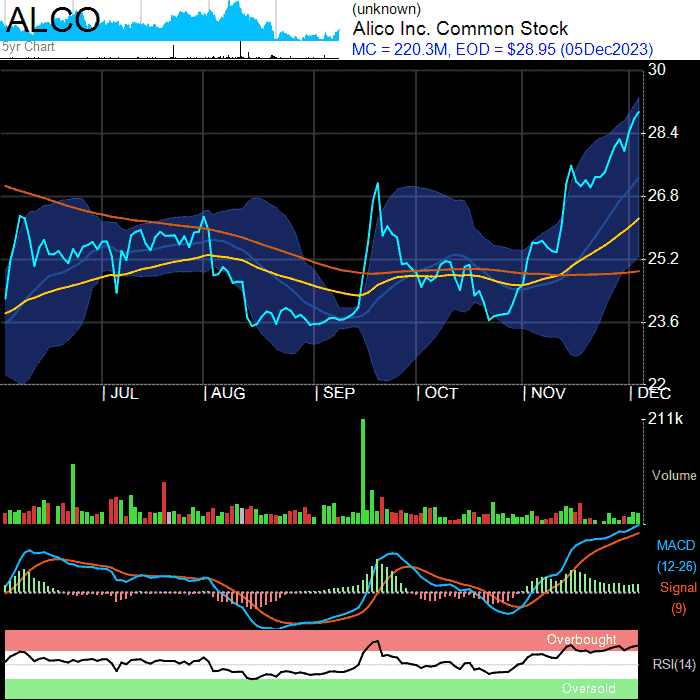 ALCO
5yr Chart
(unknown)
Alico Inc. Common Stock
MC = 220.3M, EOD = $28.95 (05Dec2023)
30
28.4
26.8
25.2
23.6
22
JUL AUG SEP OCT NOV DEC
211k
Volume
MACD
(12-26)
Signal
(9)
Overbought
RSI(14)
Oversold